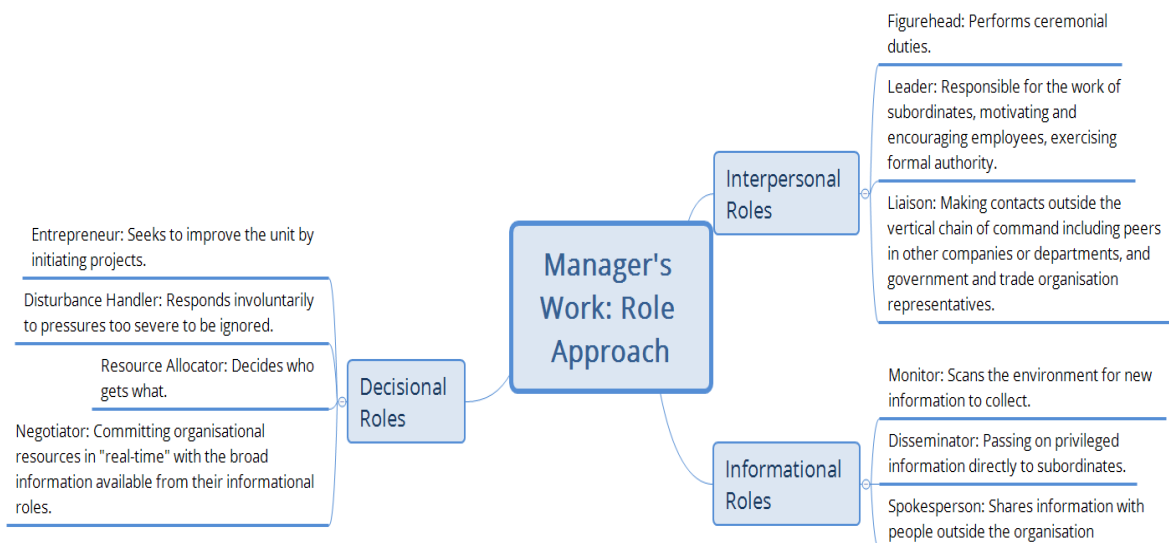 Manager's
Work: Role
Approach
Interpersonal
Roles
Figurehead: Performs ceremonial
duties.
Leader: Responsible for the work of
subordinates, motivating and
encouraging employees, exercising
formal authority.
Liaison: Making contacts outside the
vertical chain of command including peers
in other companies or departments, and
government and trade organisation
representatives.
Informational
Roles
Monitor: Scans the environment for new
information to collect.
Disseminator: Passing on privileged
information directly to subordinates.
Spokesperson: Shares information with
people outside the organisation
Decisional
Roles
Entrepreneur: Seeks to improve the unit by
initiating projects.
Disturbance Handler: Responds involuntarily
to pressures too severe to be ignored.
Resource Allocator: Decides who
gets what.
Negotiator: Committing organisational
resources in "real-time" with the broad
information available from their informational
roles.